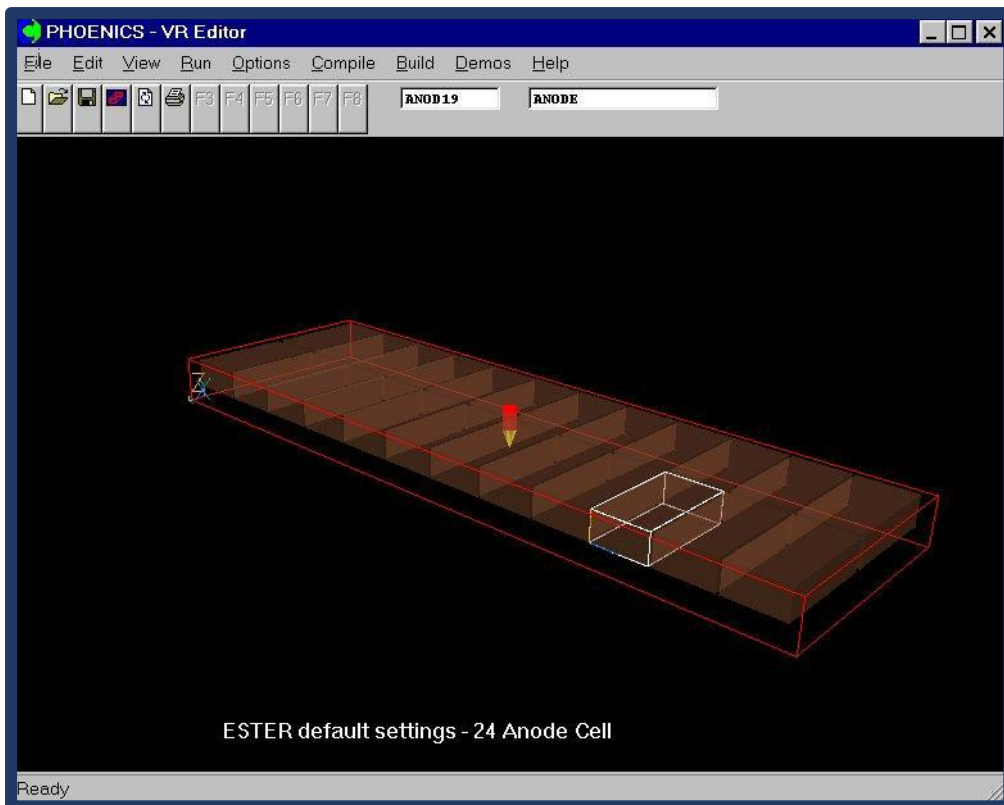 PHOENICS - VR Editor
File Edit View Run Options Compile Build Demos Help
F3 F4 F5 F6 F7 F8 ANOD19 ANODE
ESTER default settings - 24 Anode Cell
Ready